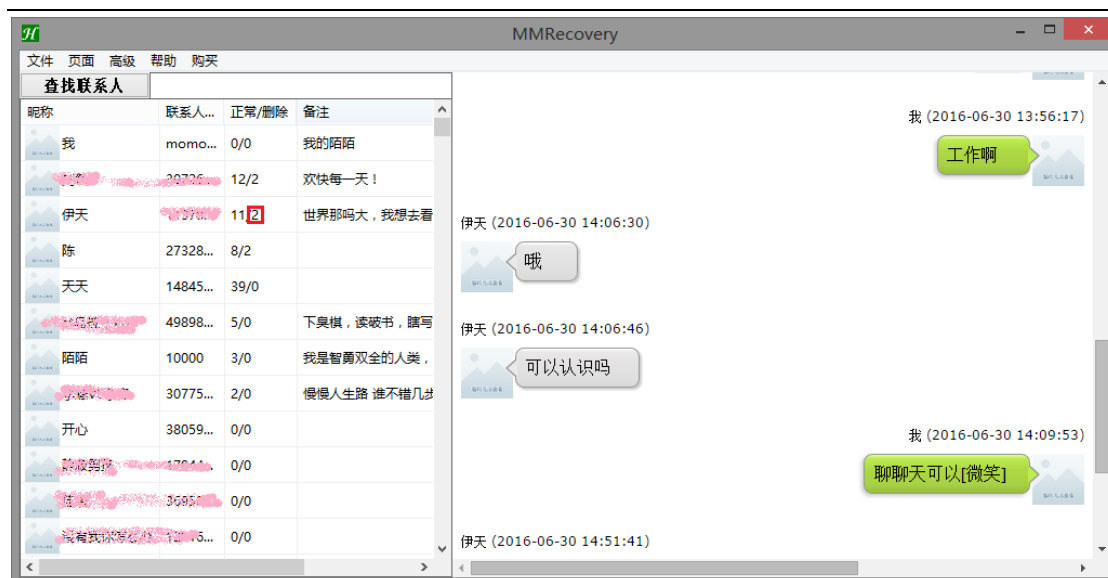 MMRecovery
文件 页面 高级 帮助 购买
查找联系人
昵称 联系人... 正常/删除 备注
我 momo... 0/0 我的陌陌
12/2 欢快每一天！
伊天 11/2 世界那吗大，我想去看
陈 27328... 8/2
天天 14845... 39/0
49898... 5/0 下臭棋，读破书，瞎写
陌陌 10000 3/0 我是智勇双全的人类，
30775... 2/0 慢慢人生路 谁不错几步
开心 38059... 0/0
0/0
0/0
0/0
我 (2016-06-30 13:56:17)
工作啊
伊天 (2016-06-30 14:06:30)
哦
伊天 (2016-06-30 14:06:46)
可以认识吗
我 (2016-06-30 14:09:53)
聊聊天可以[微笑]
伊天 (2016-06-30 14:51:41)